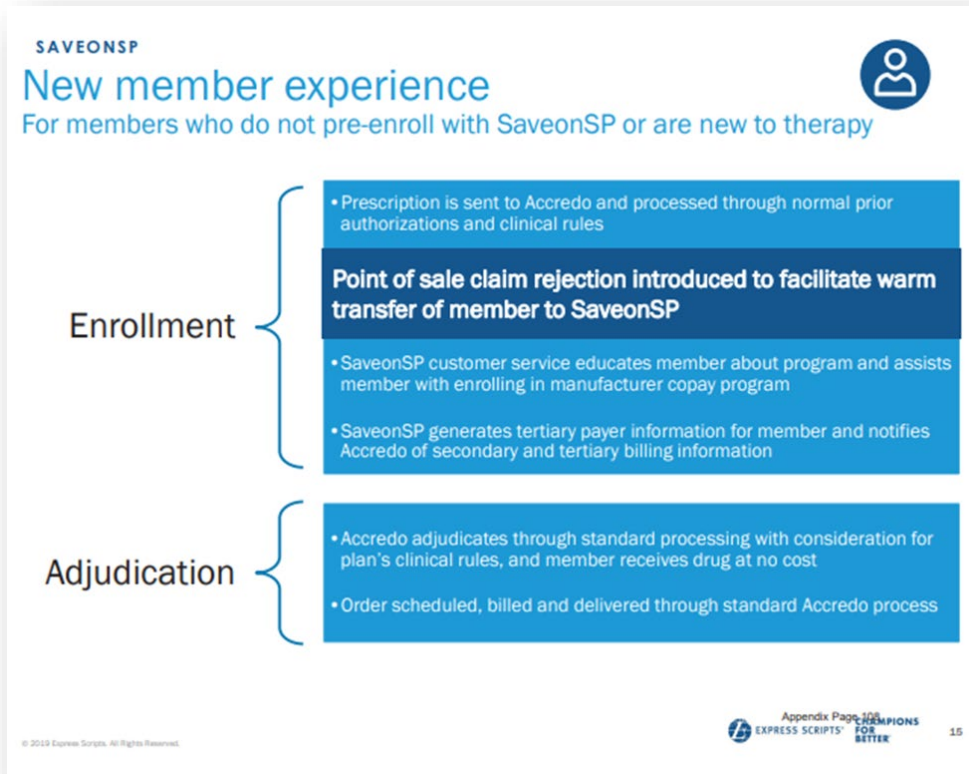 SAVEONSP
New member experience
For members who do not pre-enroll with SaveonSP or are new to therapy
Enrollment
•Prescription is sent to Accredo and processed through normal prior
authorizations and clinical rules
Point of sale claim rejection introduced to facilitate warm
transfer of member to SaveonSP
•SaveonSP customer service educates member about program and assists
member with enrolling in manufacturer copay program
•SaveonSP generates tertiary payer information for member and notifies
Accredo of secondary and tertiary billing information
Adjudication
•Accredo adjudicates through standard processing with consideration for
plan's clinical rules, and member receives drug at no cost
•Order scheduled, billed and delivered through standard Accredo process
© 2019 Express Scripts. All Rights Reserved.
Appendix Page 108
EXPRESS SCRIPTS®
CHAMPIONS
FOR
BETTER
15